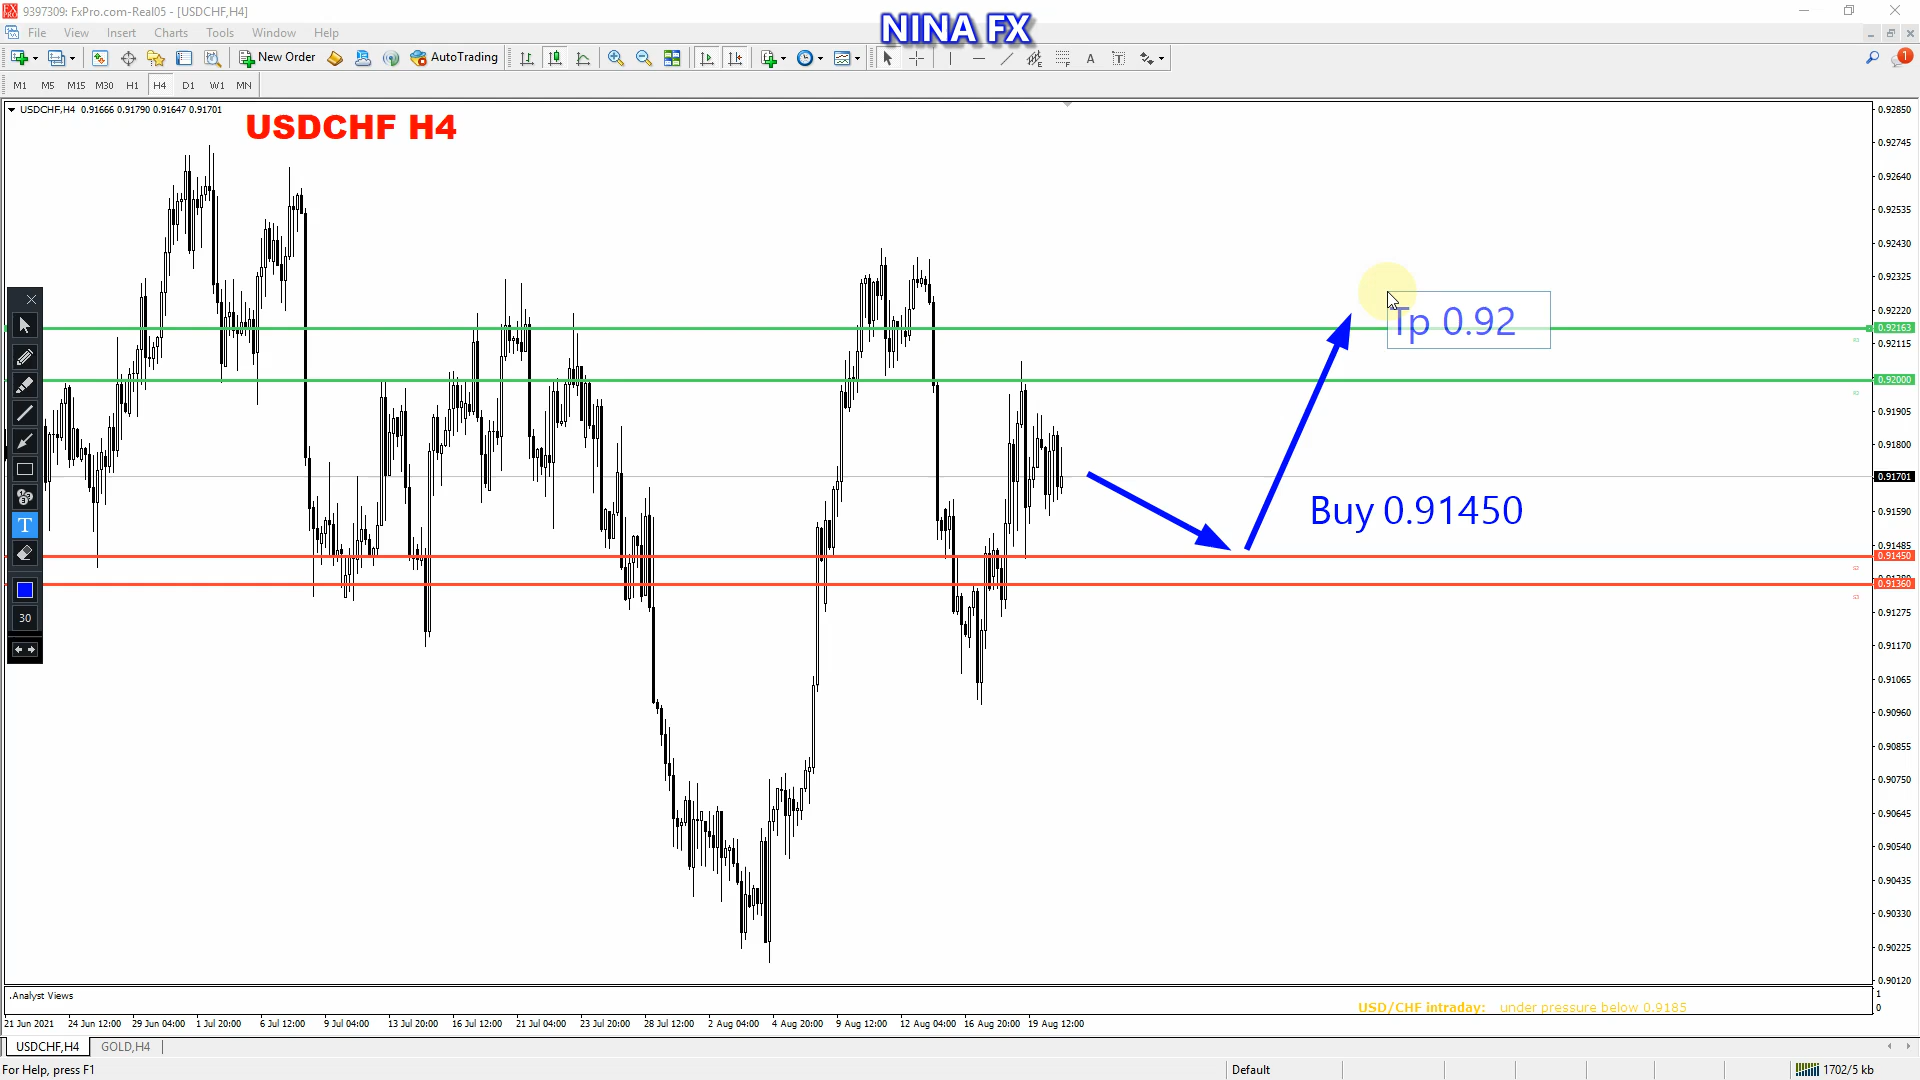 9397309: FxPro.com-Real05 - [USDCHF,H4]
NINA FX
File View Insert Charts Tools Window Help
New Order AutoTrading
M1 M5 M15 M30 H1 H4 D1 W1 MN
USDCHF,H4 0.91666 0.91790 0.91647 0.91701
USDCHF H4
0.92850
0.92745
0.92640
0.92535
0.92430
0.92325
0.92220
Tp 0.92
0.92163
0.92115
0.92000
0.91905
0.91800
0.91701
Buy 0.91450
0.91590
0.91485
0.91450
0.91360
30
0.91275
0.91170
0.91065
0.90960
0.90855
0.90750
0.90645
0.90540
0.90435
0.90330
0.90225
0.90120
.Analyst Views
1
0
USD/CHF intraday: under pressure below 0.9185
21 Jun 2021 24 Jun 12:00 29 Jun 04:00 1 Jul 20:00 6 Jul 12:00 9 Jul 04:00 13 Jul 20:00 16 Jul 12:00 21 Jul 04:00 23 Jul 20:00 28 Jul 12:00 2 Aug 04:00 4 Aug 20:00 9 Aug 12:00 12 Aug 04:00 16 Aug 20:00 19 Aug 12:00
USDCHF,H4 GOLD,H4
For Help, press F1
Default
1702/5 kb